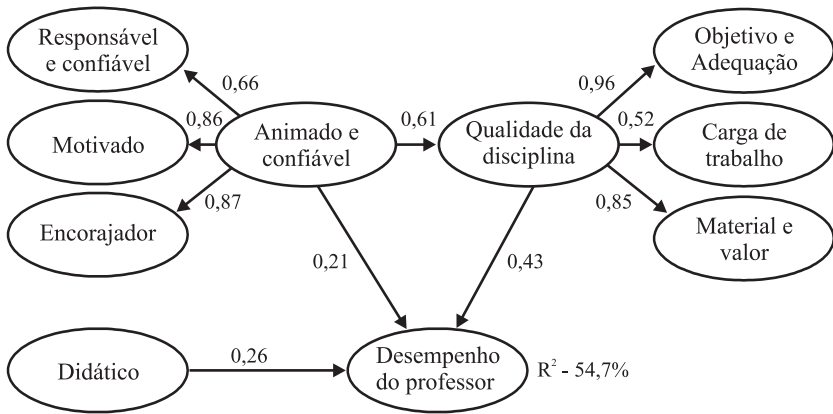 Responsável
e confiável
0,66
Objetivo e
Adequação
0,96
Motivado
0,86
Animado e
confiável
0,61
Qualidade da
disciplina
0,52
Carga de
trabalho
Encorajador
0,87
0,85
Material e
valor
0,21
0,43
Didático
0,26
Desempenho
do professor
R² - 54,7%